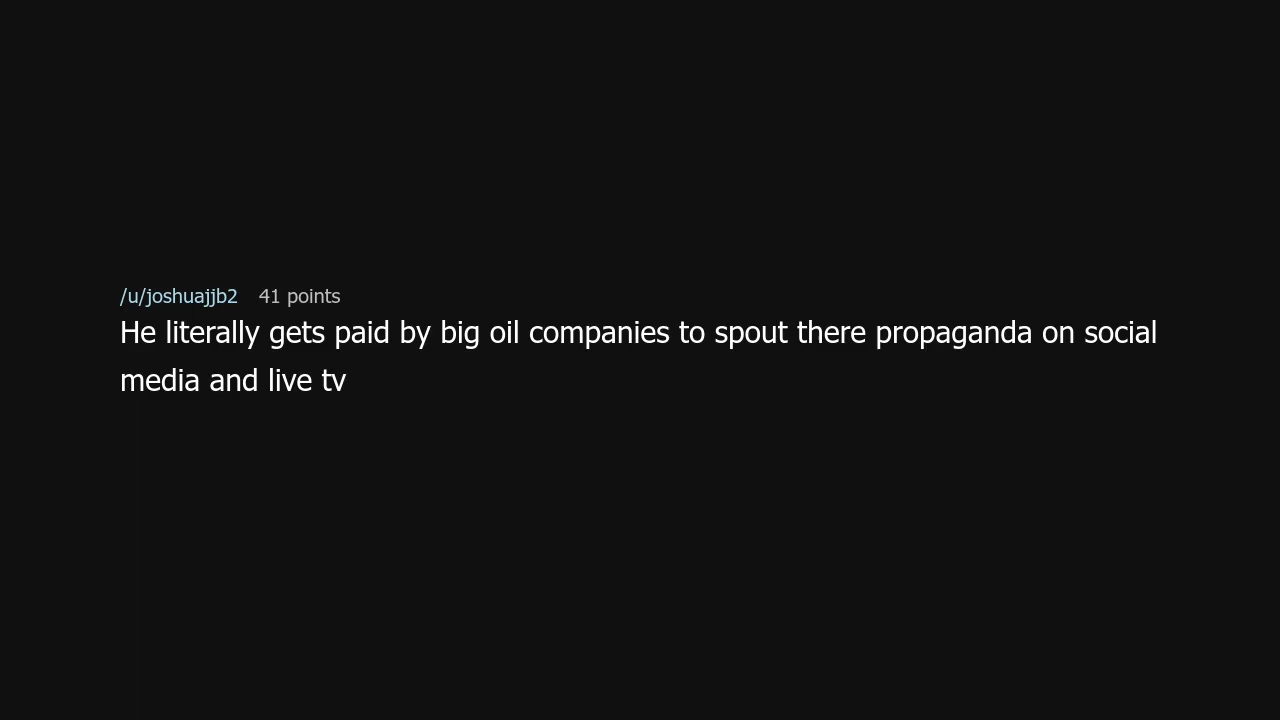 /u/joshuajjb2 41 points
He literally gets paid by big oil companies to spout there propaganda on social
media and live tv